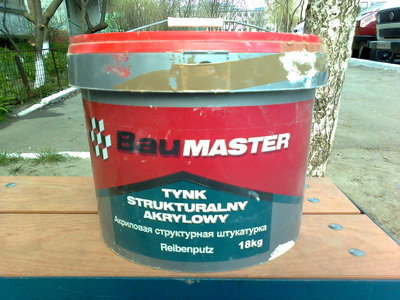 BauMASTER
TYNK
STRUKTURALNY
AKRYLOWY
Акриловая структурная штукатурка
Reibenputz 18kg